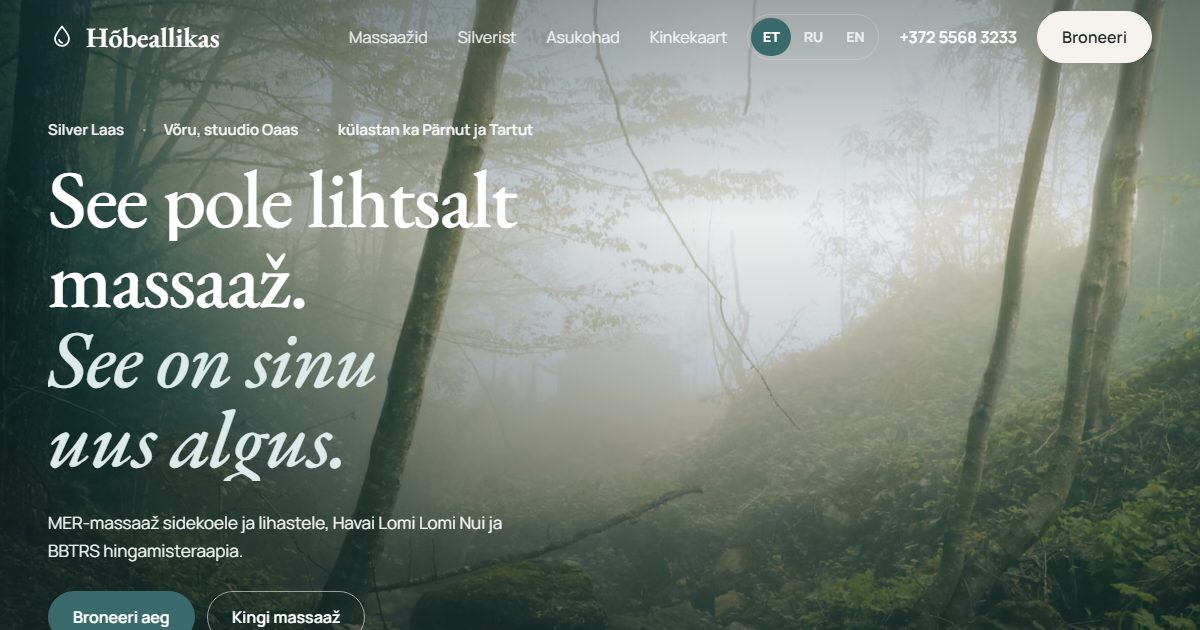 Hõbeallikas
Massaažid
Silverist
Asukohad
Kinkekaart
ET
RU
EN
+372 5568 3233
Broneeri
Silver Laas · Võru, stuudio Oaas · külastan ka Pärnut ja Tartut
See pole lihtsalt
massaaž.
See on sinu
uus algus.
MER-massaaž sidekoele ja lihastele, Havai Lomi Lomi Nui ja
BBTRS hingamisteraapia.
Broneeri aeg
Kingi massaaž